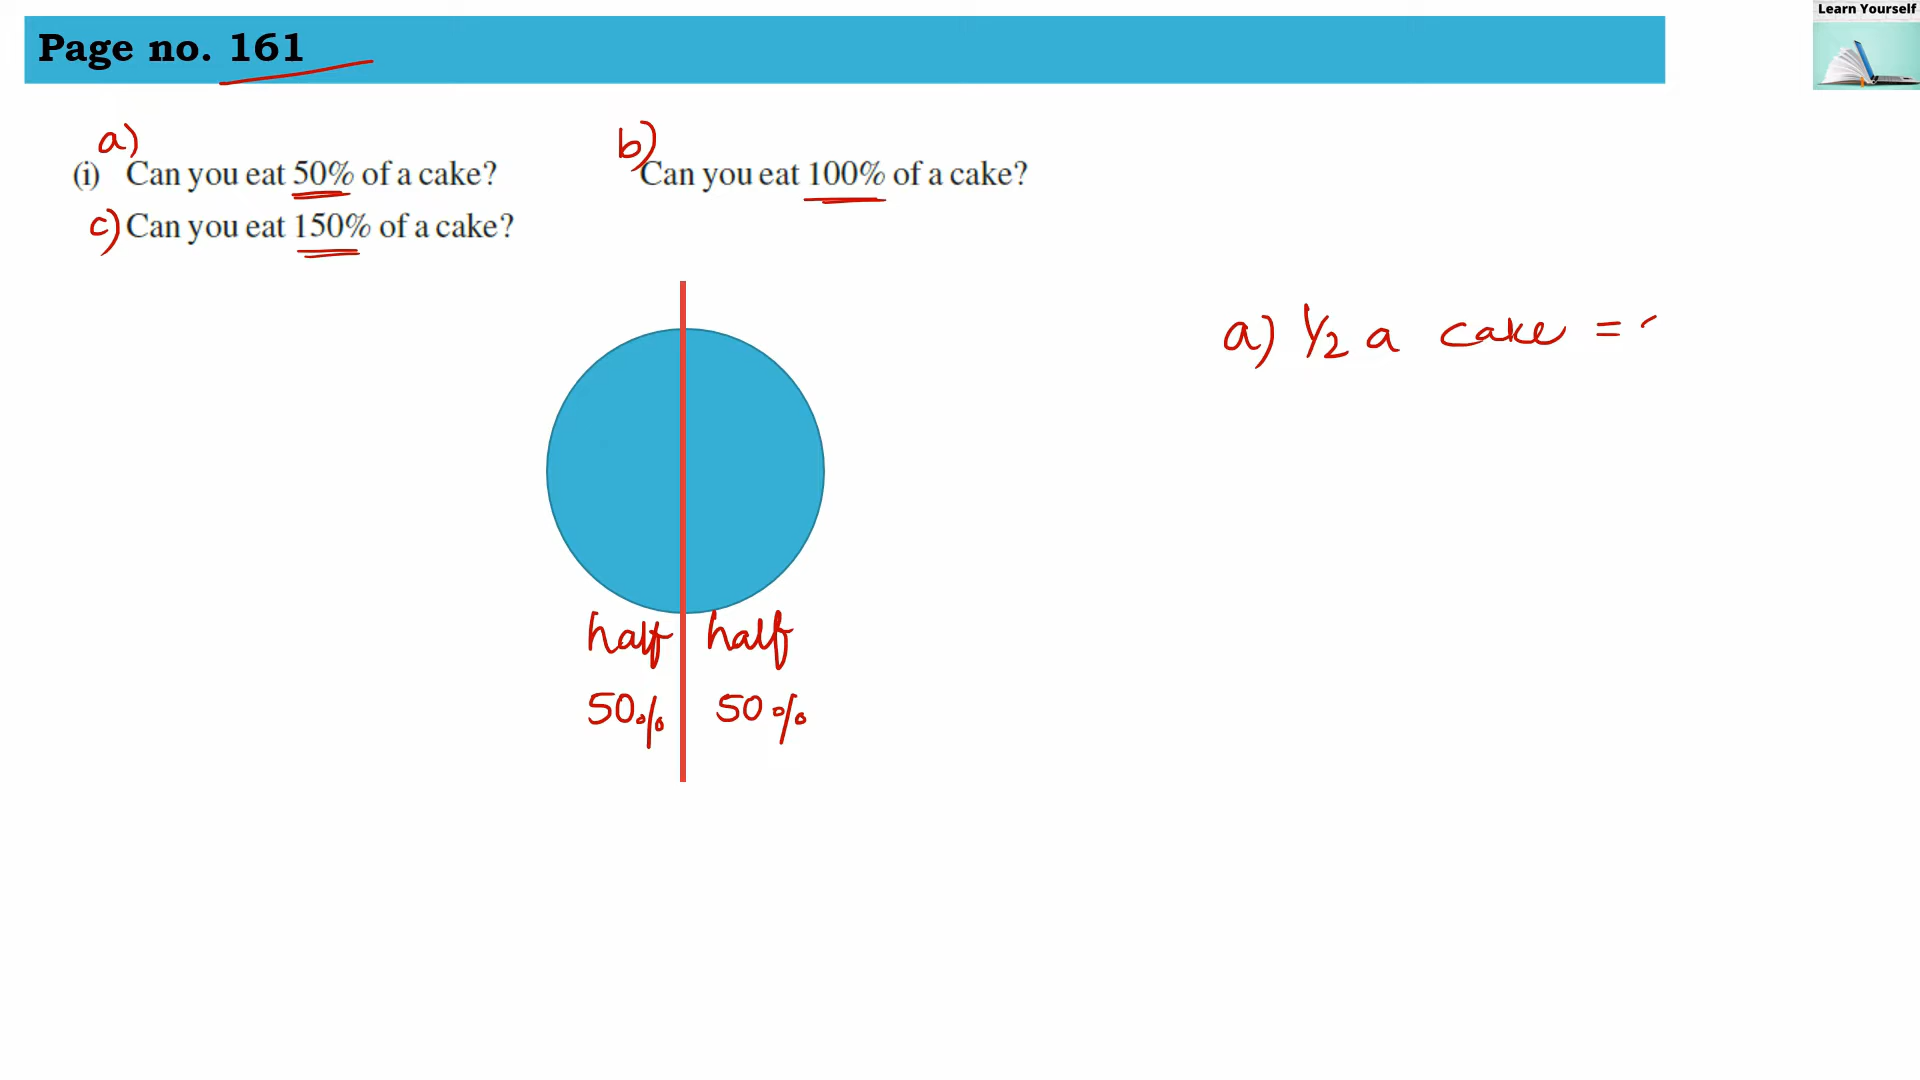 Learn Yourself
Page no. 161
a)
b)
(i) Can you eat 50% of a cake?
Can you eat 100% of a cake?
c) Can you eat 150% of a cake?
a) 1/2 a cake =
half half
50% 50%